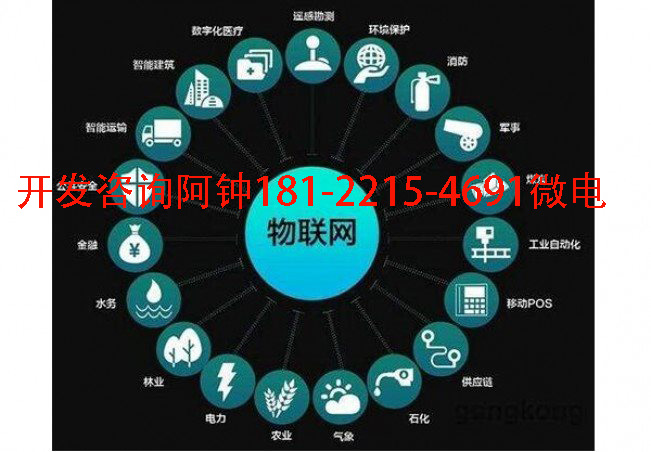 遥感勘测
数字化医疗
环境保护
智能建筑
消防
智能运输
军事
公共安全
开发咨询阿钟181-2215-4691微电
物联网
金融
工业自动化
水务
移动POS
林业
供应链
电力
石化
农业
气象